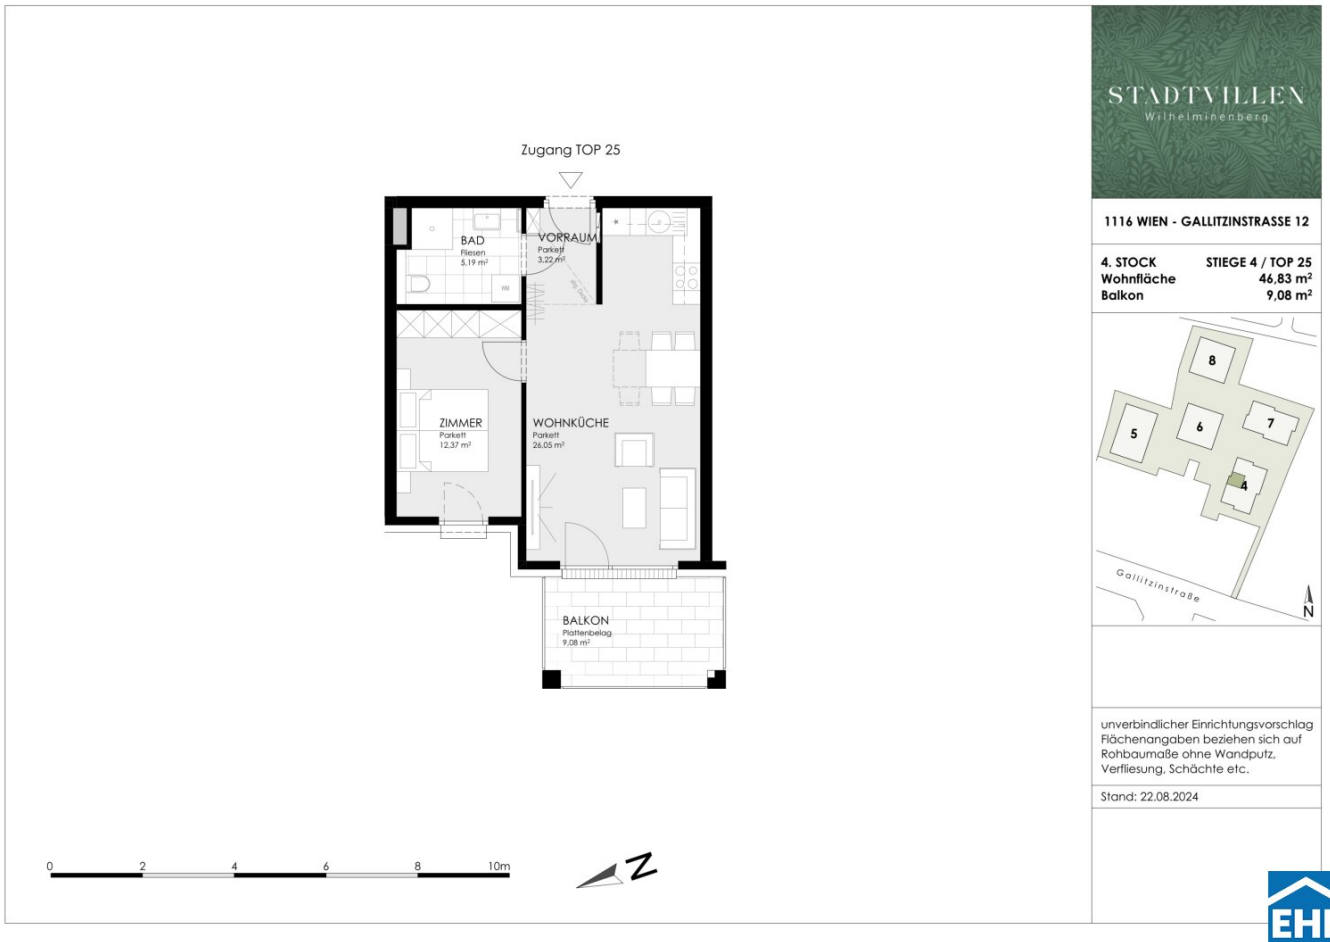 Zugang TOP 25
BAD
Fliesen
5,19 m²
VORRAUM
Parkett
3,22 m²
abg. Decke
WM
ZIMMER
Parkett
12,37 m²
WOHNKÜCHE
Parkett
26,05 m²
BALKON
Plattenbelag
9,08 m²
0 2 4 6 8 10m
N
STADTVILLEN
Wilhelminenberg
1116 WIEN - GALLITZINSTRASSE 12
4. STOCK STIEGE 4 / TOP 25
Wohnfläche 46,83 m²
Balkon 9,08 m²
8
7
6
5
4
Gallitzinstraße
N
unverbindlicher Einrichtungsvorschlag
Flächenangaben beziehen sich auf
Rohbaumaße ohne Wandputz,
Verfliesung, Schächte etc.
Stand: 22.08.2024
EHL